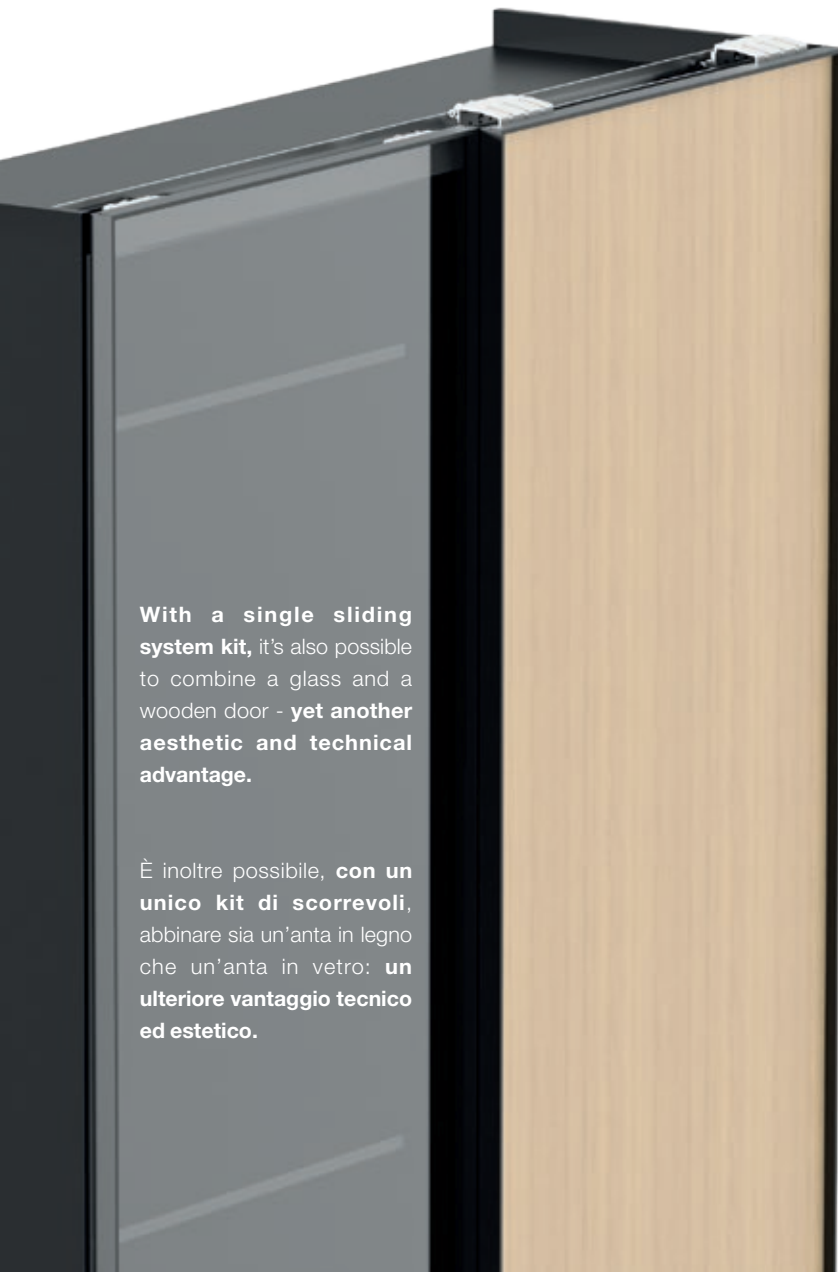 With a single sliding
system kit, it’s also possible
to combine a glass and a
wooden door - yet another
aesthetic and technical
advantage.
È inoltre possibile, con un
unico kit di scorrevoli,
abbinare sia un’anta in legno
che un’anta in vetro: un
ulteriore vantaggio tecnico
ed estetico.